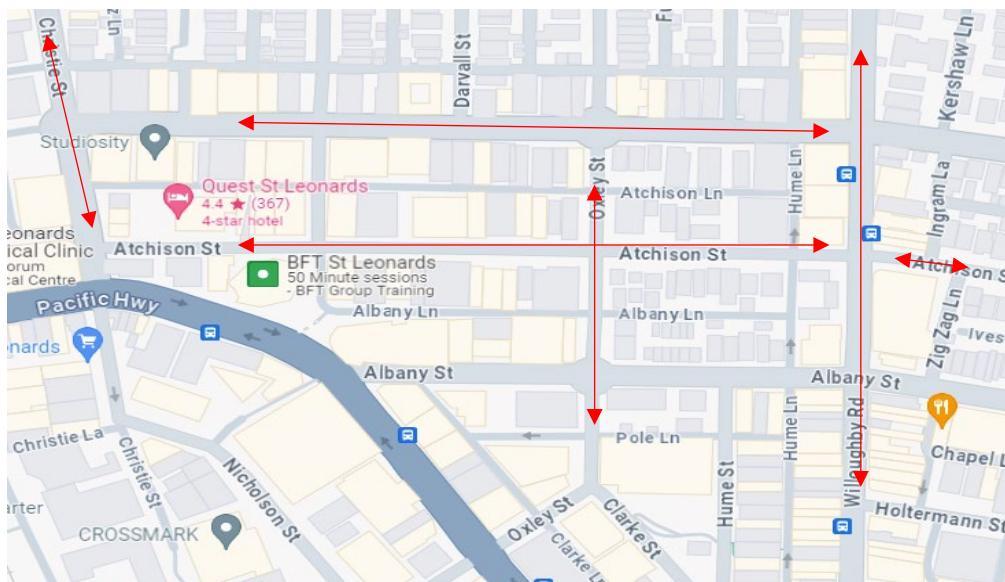 Christie St
Ln
Darvall St
Kershaw Ln
Studiosity
Quest St Leonards
4.4 ★ (367)
4-star hotel
Oxley St
Atchison Ln
Hume Ln
Ingram La
eonards
ical Clinic
orum
cal Centre
Atchison St
BFT St Leonards
50 Minute sessions
- BFT Group Training
Atchison St
Atchison S
Pacific Hwy
Albany Ln
Albany Ln
Zig Zag Ln
Ives
onards
Albany St
Albany St
Christie La
Christie St
Nicholson St
Pole Ln
Hume Ln
Willoughby Rd
Chapel L
Hume St
arter
CROSSMARK
Oxley St
Clarke St
Clarke Ln
Holtermann St